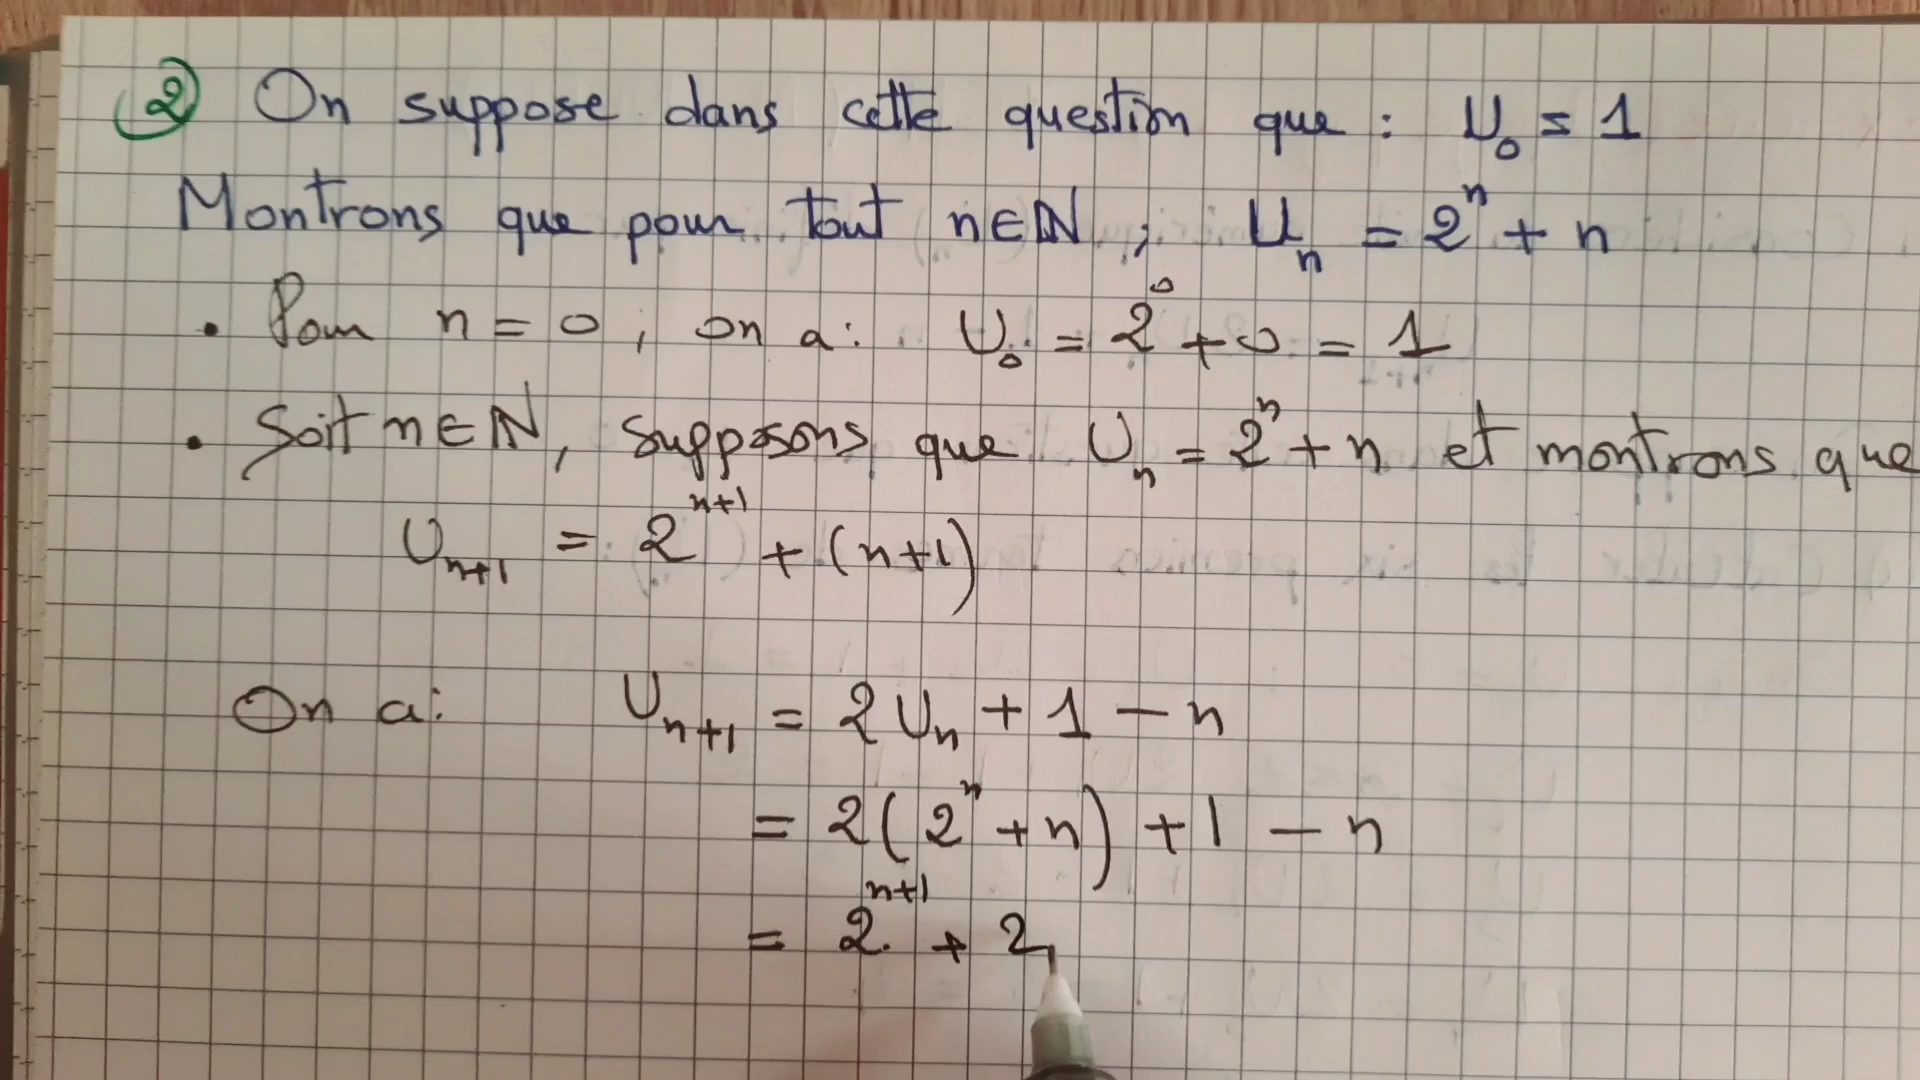 ② On suppose dans cette question que : U₀ = 1
Montrons que pour tout n∈ℕ ; Uₙ = 2ⁿ + n
• Pour n = 0 ; on a : U₀ = 2⁰ + 0 = 1
• Soit n∈ℕ, supposons que Uₙ = 2ⁿ + n et montrons que
Uₙ₊₁ = 2ⁿ⁺¹ + (n+1)
On a : Uₙ₊₁ = 2Uₙ + 1 − n
= 2(2ⁿ + n) + 1 − n
= 2ⁿ⁺¹ + 2